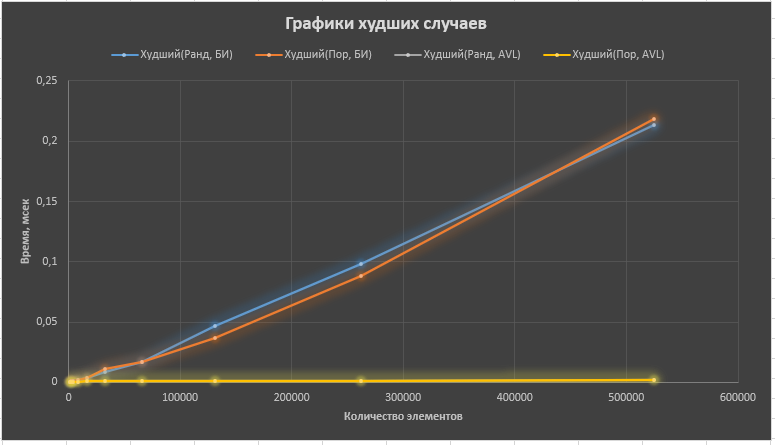 Графики худших случаев
Худший(Ранд, БИ) Худший(Пор, БИ) Худший(Ранд, AVL) Худший(Пор, AVL)
0,25
0,2
0,15
0,1
0,05
0
Время, мсек
0 100000 200000 300000 400000 500000 600000
Количество элементов